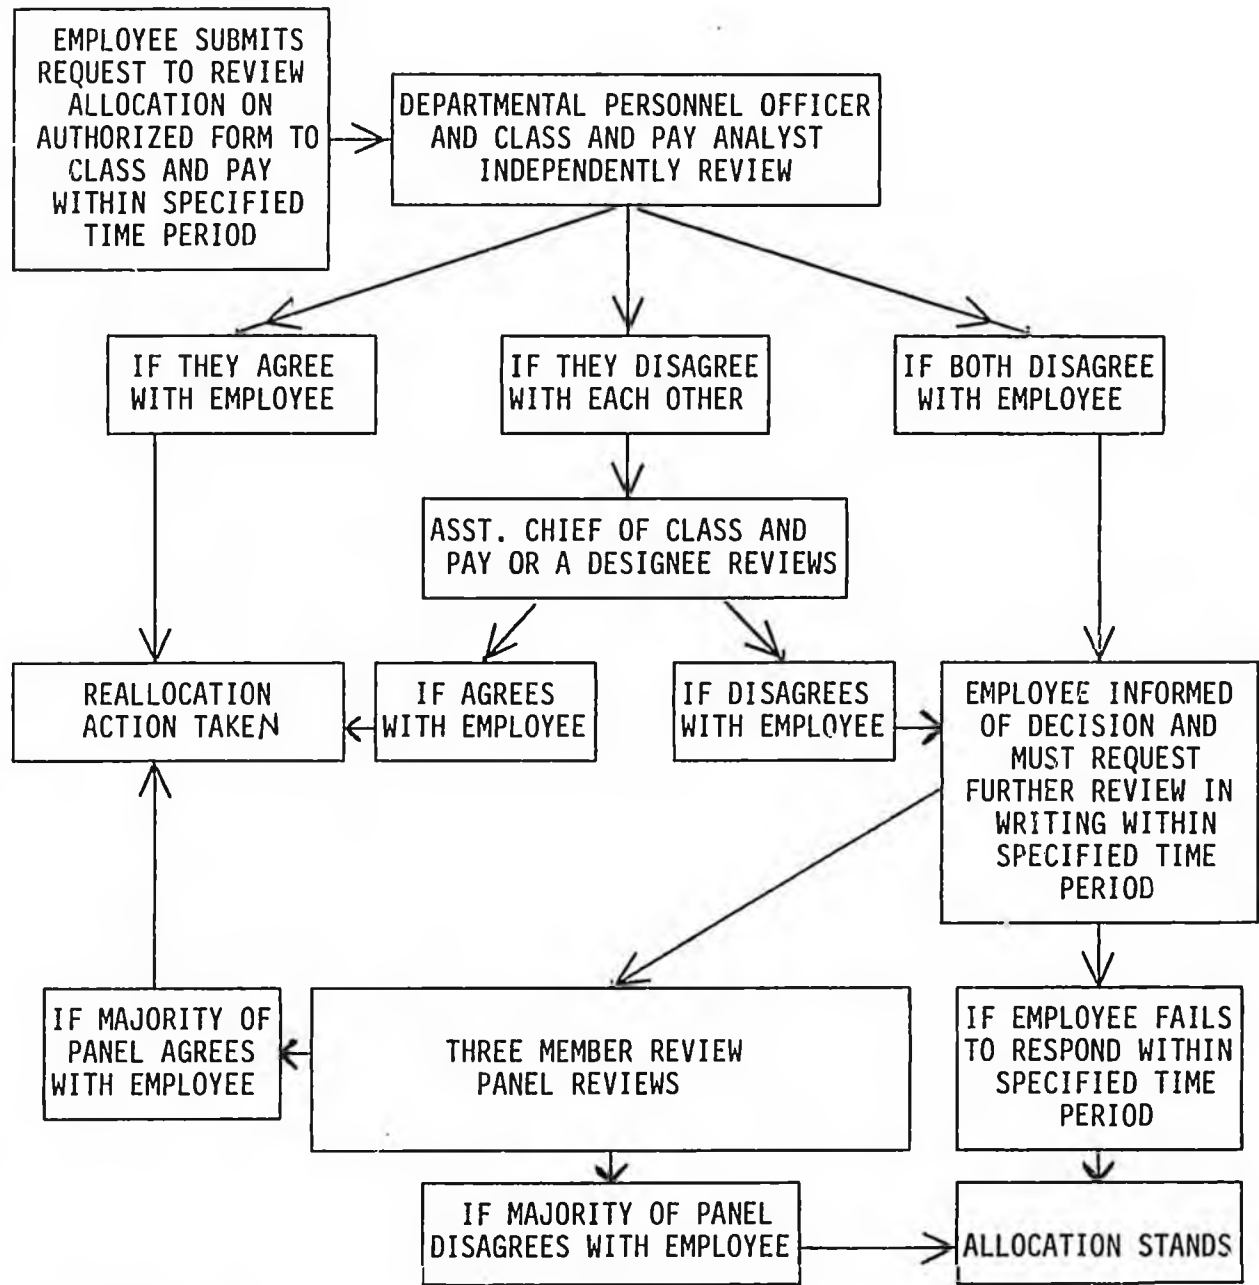 EMPLOYEE SUBMITS
REQUEST TO REVIEW
ALLOCATION ON
AUTHORIZED FORM TO
CLASS AND PAY
WITHIN SPECIFIED
TIME PERIOD
DEPARTMENTAL PERSONNEL OFFICER
AND CLASS AND PAY ANALYST
INDEPENDENTLY REVIEW
IF THEY AGREE
WITH EMPLOYEE
IF THEY DISAGREE
WITH EACH OTHER
IF BOTH DISAGREE
WITH EMPLOYEE
ASST. CHIEF OF CLASS AND
PAY OR A DESIGNEE REVIEWS
REALLOCATION
ACTION TAKEN
IF AGREES
WITH EMPLOYEE
IF DISAGREES
WITH EMPLOYEE
EMPLOYEE INFORMED
OF DECISION AND
MUST REQUEST
FURTHER REVIEW IN
WRITING WITHIN
SPECIFIED TIME
PERIOD
IF MAJORITY OF
PANEL AGREES
WITH EMPLOYEE
THREE MEMBER REVIEW
PANEL REVIEWS
IF EMPLOYEE FAILS
TO RESPOND WITHIN
SPECIFIED TIME
PERIOD
IF MAJORITY OF PANEL
DISAGREES WITH EMPLOYEE
ALLOCATION STANDS